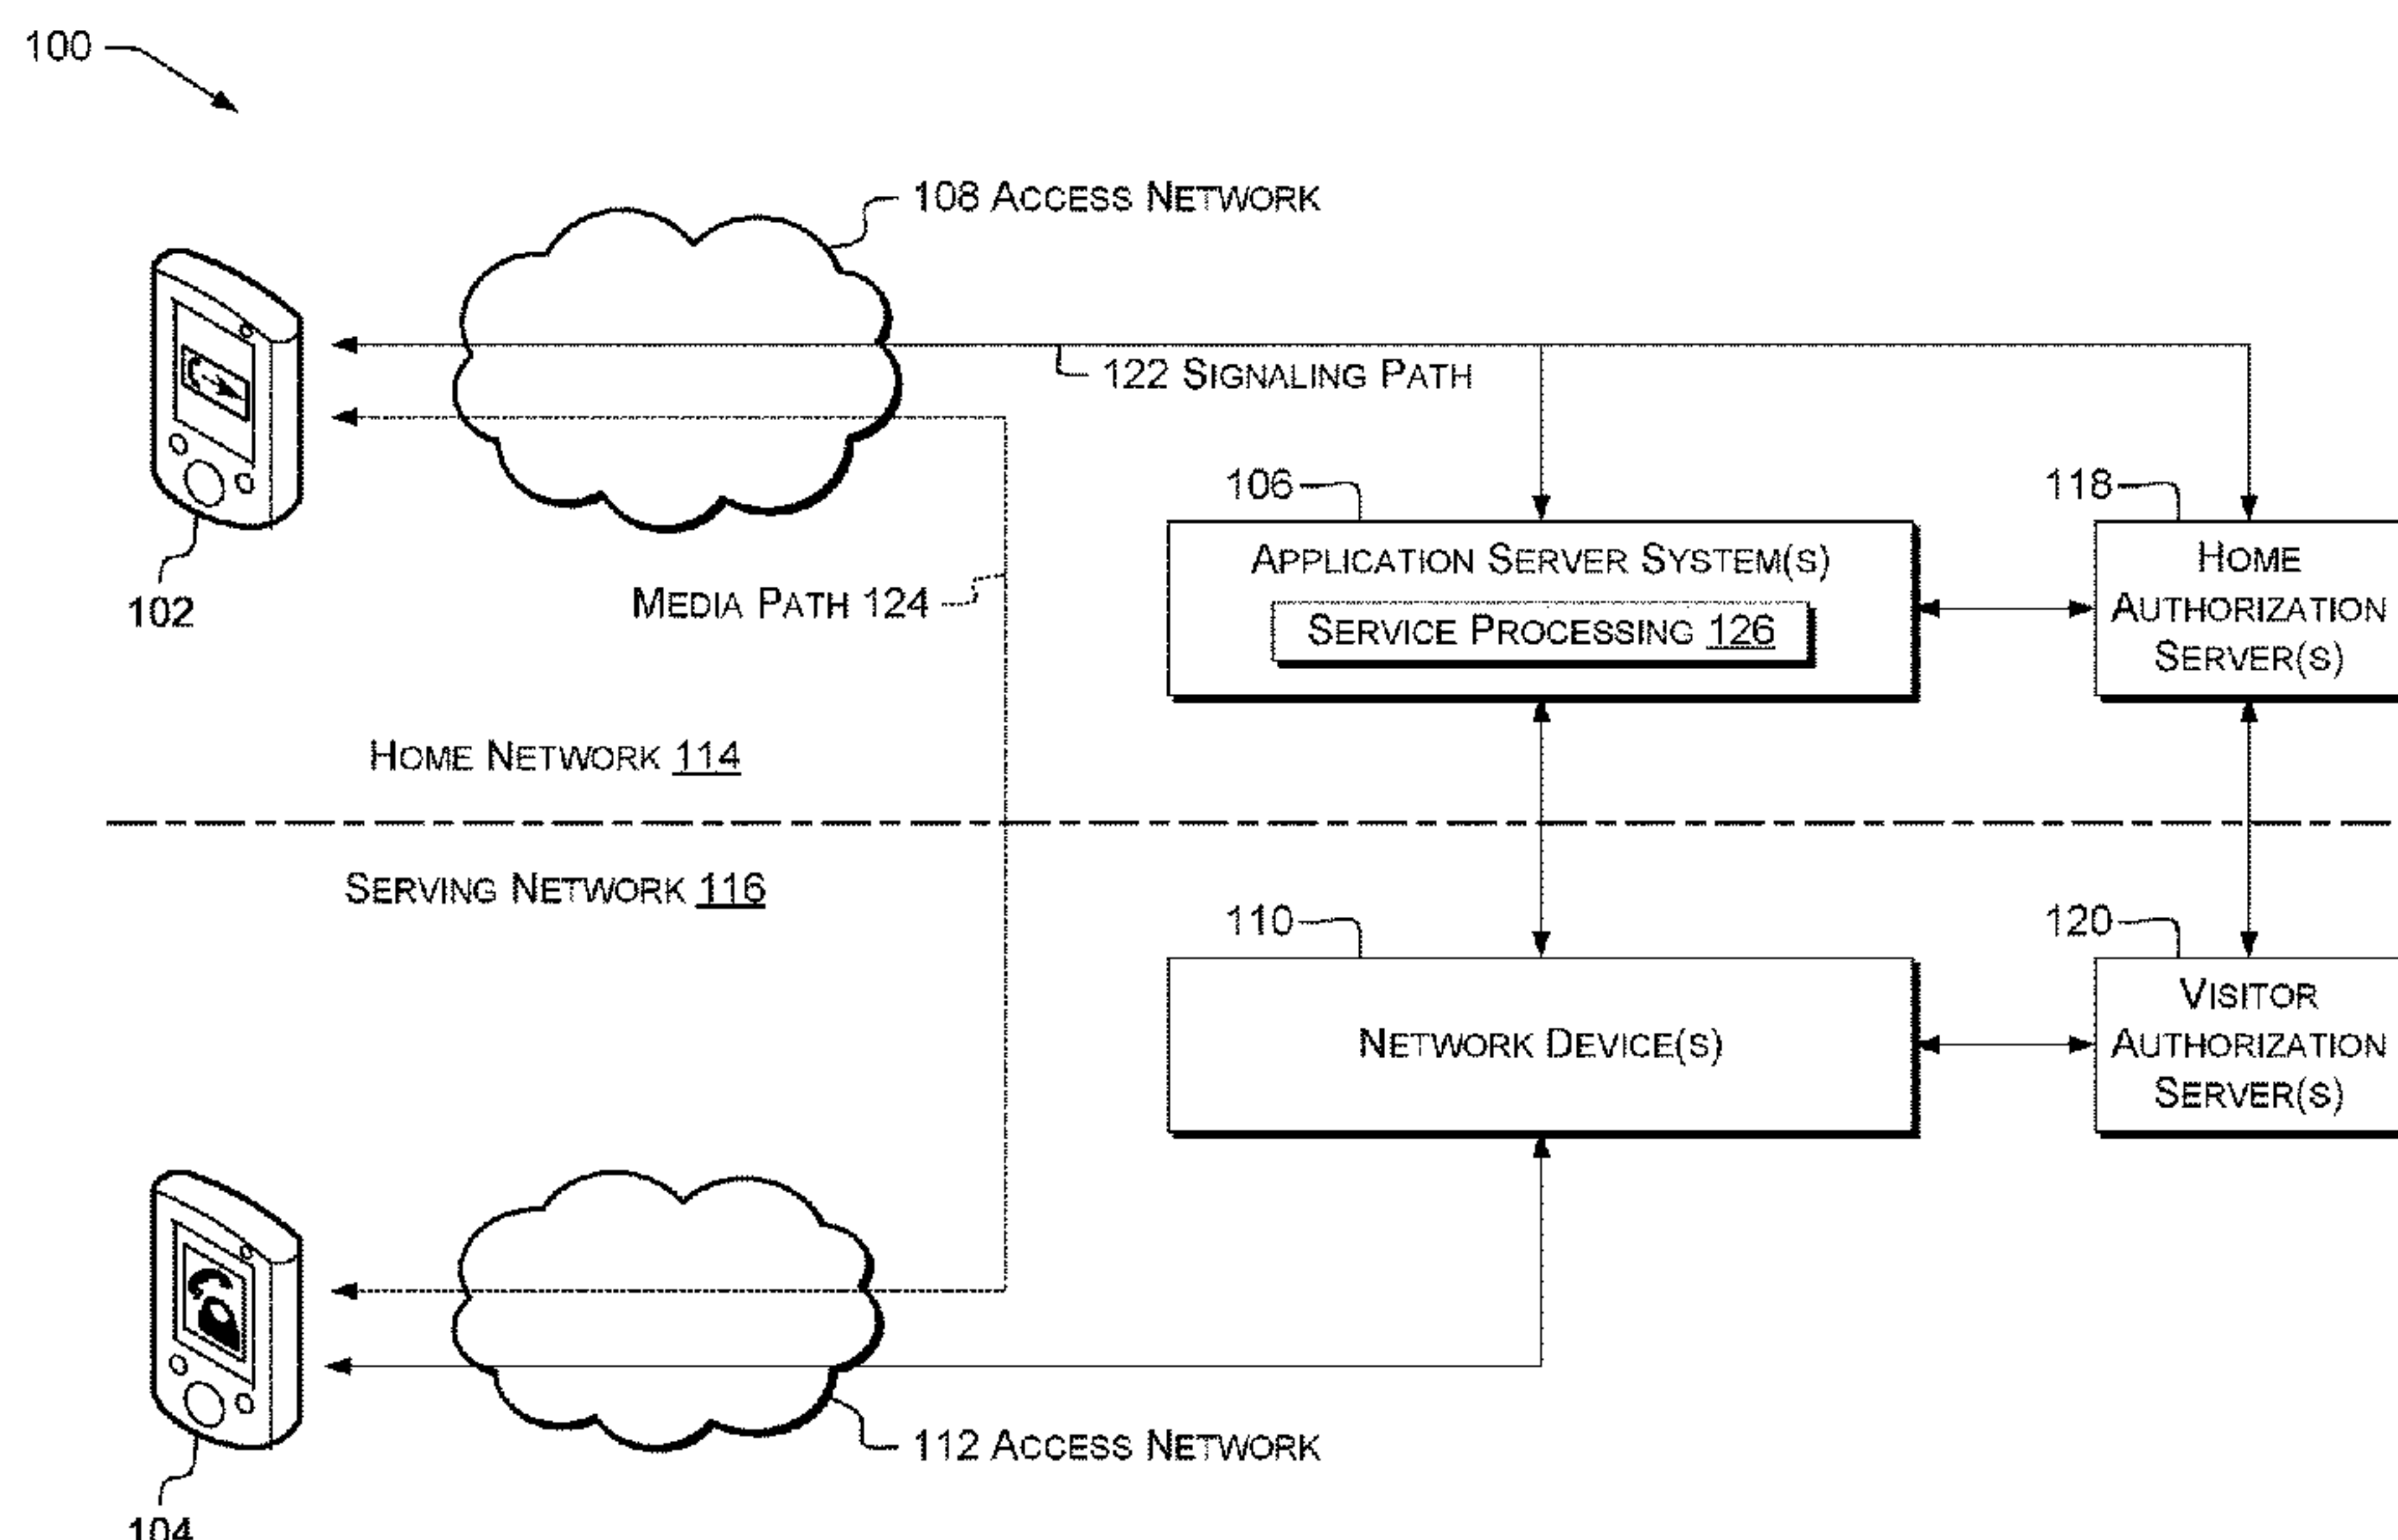 100
108 ACCESS NETWORK
122 SIGNALING PATH
106
118
APPLICATION SERVER SYSTEM(S)
SERVICE PROCESSING 126
HOME
AUTHORIZATION
SERVER(S)
102
MEDIA PATH 124
HOME NETWORK 114
SERVING NETWORK 116
110
120
NETWORK DEVICE(S)
VISITOR
AUTHORIZATION
SERVER(S)
112 ACCESS NETWORK
104